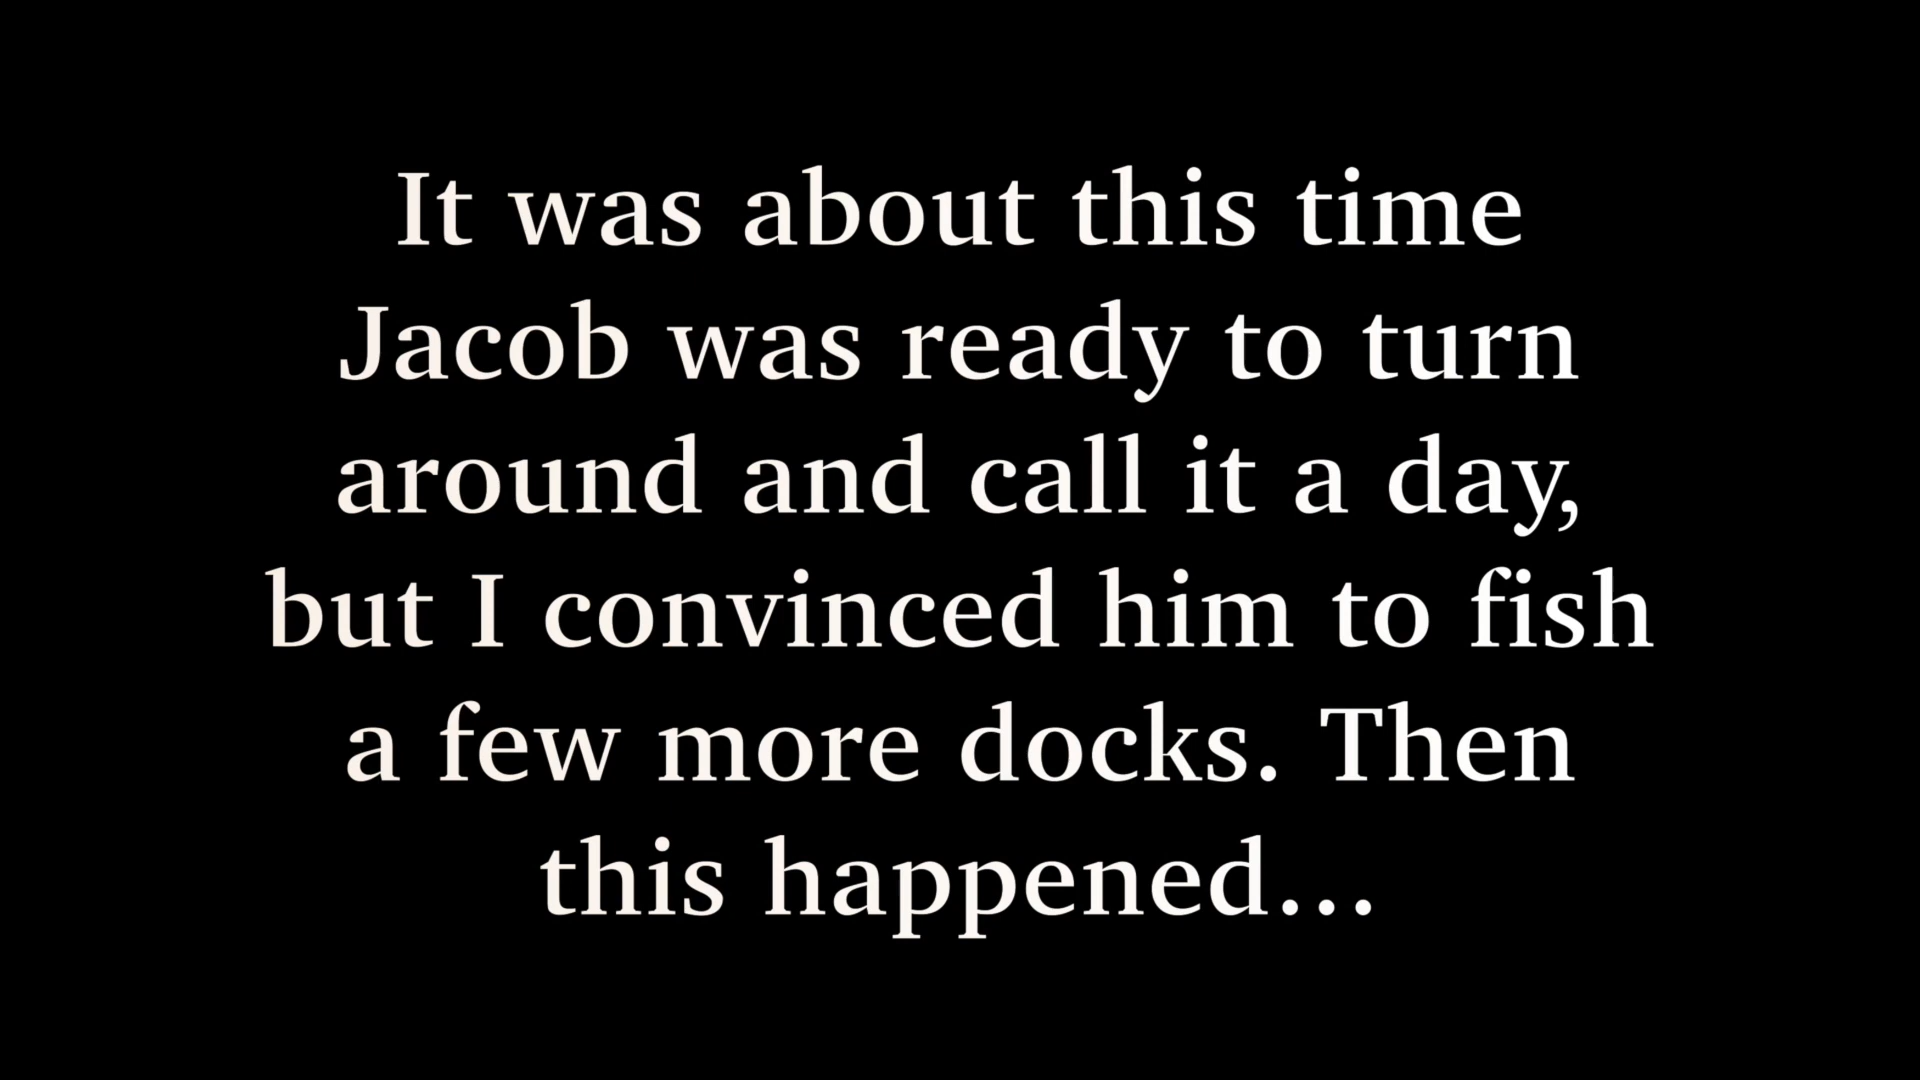 It was about this time
Jacob was ready to turn
around and call it a day,
but I convinced him to fish
a few more docks. Then
this happened...